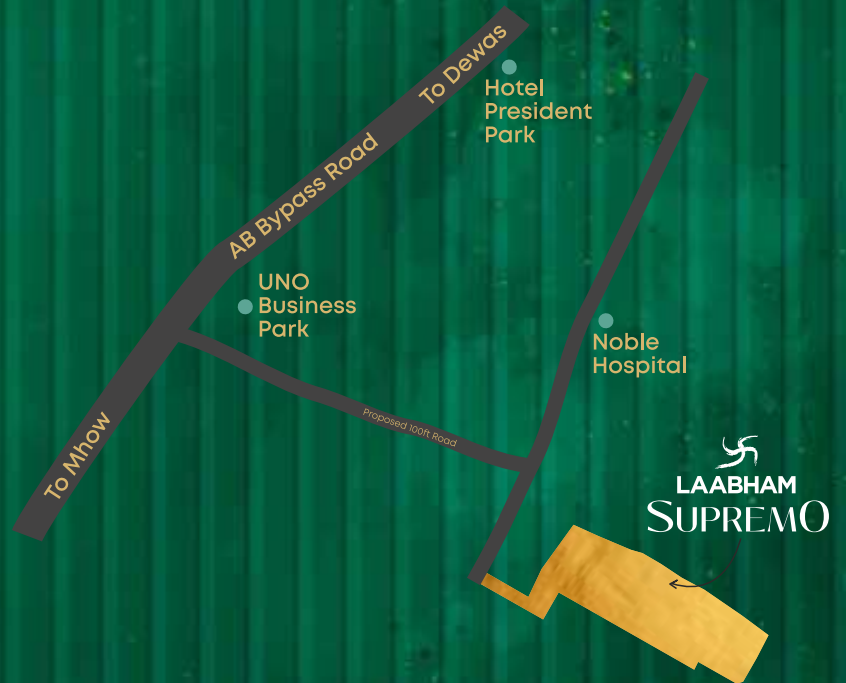 To Dewas
Hotel
President
Park
AB Bypass Road
UNO
Business
Park
Noble
Hospital
To Mhow
Proposed 100ft Road
LAABHAM
SUPREMO